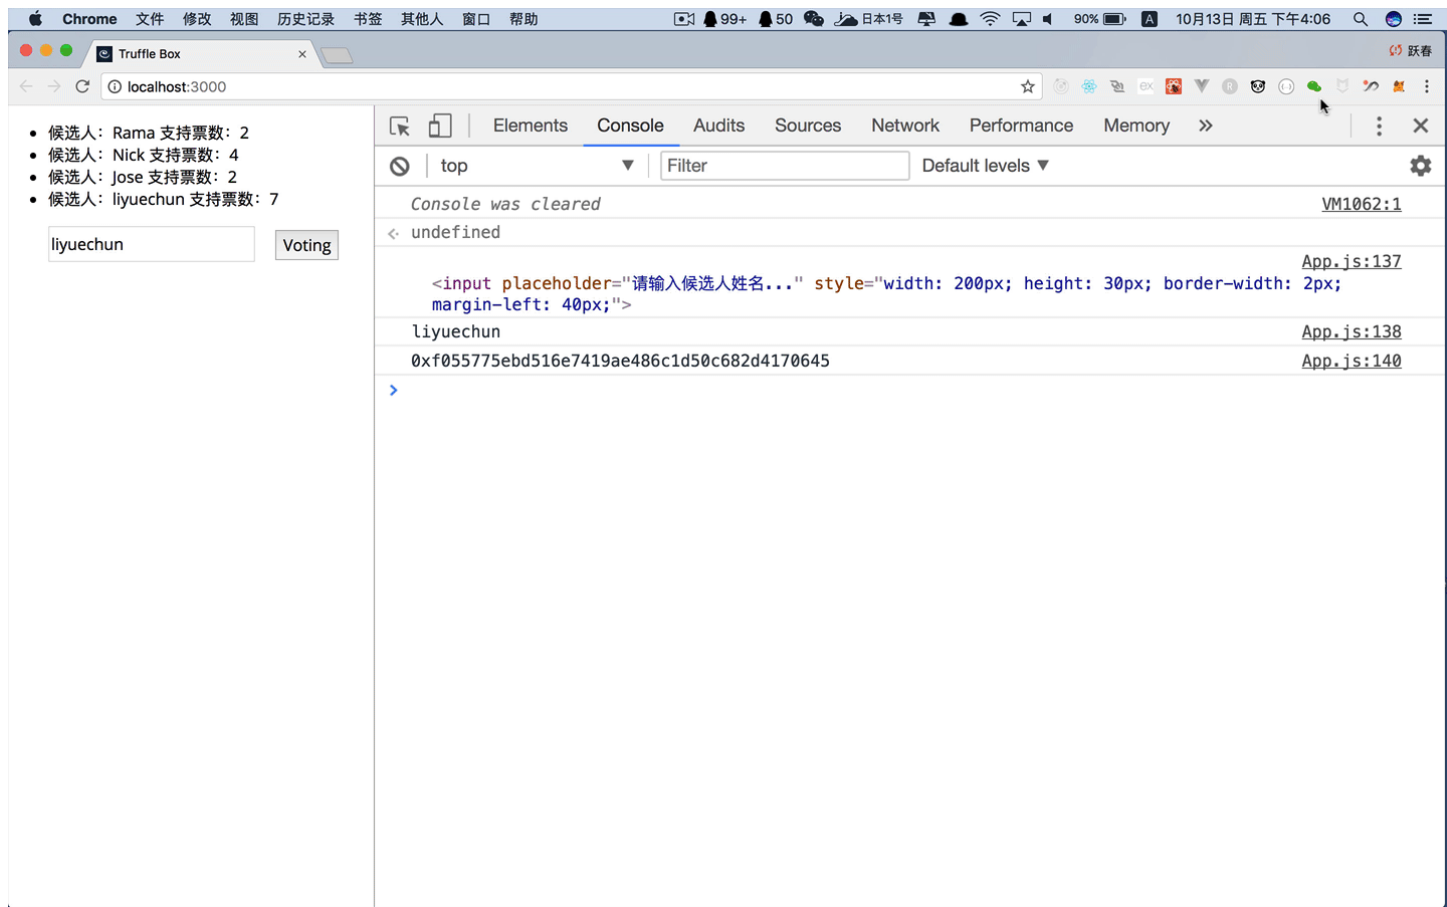 Chrome 文件 修改 视图 历史记录 书签 其他人 窗口 帮助 99+ 50 日本1号 90% A 10月13日 周五 下午4:06
Truffle Box × 跃春
localhost:3000
候选人：Rama 支持票数：2
候选人：Nick 支持票数：4
候选人：Jose 支持票数：2
候选人：liyuechun 支持票数：7
liyuechun Voting
Elements Console Audits Sources Network Performance Memory »
top Filter Default levels
Console was cleared VM1062:1
undefined
App.js:137
<input placeholder="请输入候选人姓名..." style="width: 200px; height: 30px; border-width: 2px;
margin-left: 40px;">
liyuechun App.js:138
0xf055775ebd516e7419ae486c1d50c682d4170645 App.js:140